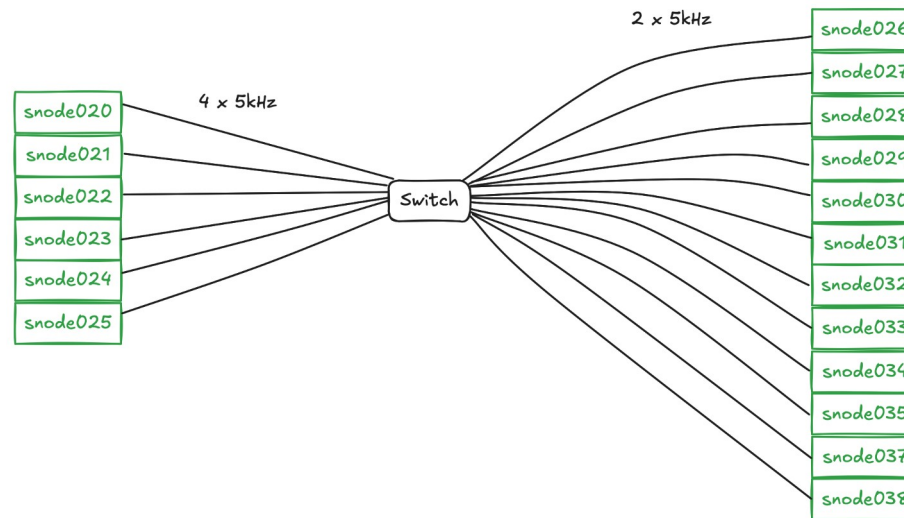 2 x 5kHz
4 x 5kHz
snode020
snode021
snode022
snode023
snode024
snode025
Switch
snode026
snode027
snode028
snode029
snode030
snode031
snode032
snode033
snode034
snode035
snode037
snode038